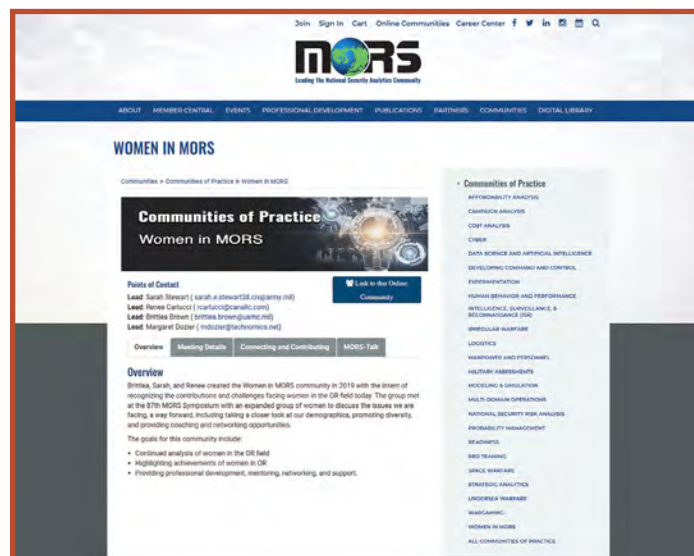 Join Sign In Cart Online Communities Career Center
MORS
Leading The National Security Analytics Community
ABOUT MEMBER CENTRAL EVENTS PROFESSIONAL DEVELOPMENT PUBLICATIONS PARTNERS COMMUNITIES DIGITAL LIBRARY
WOMEN IN MORS
Communities » Communities of Practice » Women in MORS
Communities of Practice
Women in MORS
Points of Contact
Lead: Sarah Stewart ( sarah.e.stewart38.civ@army.mil)
Lead: Renee Carlucci ( rcarlucci@canallc.com)
Lead: Brittlea Brown ( brittlea.brown@usmc.mil)
Lead: Margaret Dozier ( mdozier@technomics.net)
Link to this Online
Community
Overview Meeting Details Connecting and Contributing MORS-Talk
Overview
Brittlea, Sarah, and Renee created the Women in MORS community in 2019 with the intent of
recognizing the contributions and challenges facing women in the OR field today. The group met
at the 87th MORS Symposium with an expanded group of women to discuss the issues we are
facing, a way forward, including taking a closer look at our demographics, promoting diversity,
and providing coaching and networking opportunities.
The goals for this community include:
• Continued analysis of women in the OR field
• Highlighting achievements of women in OR
• Providing professional development, mentoring, networking, and support.
Communities of Practice
AFFORDABILITY ANALYSIS
CAMPAIGN ANALYSIS
COST ANALYSIS
CYBER
DATA SCIENCE AND ARTIFICIAL INTELLIGENCE
DEVELOPING COMMAND AND CONTROL
EXPERIMENTATION
HUMAN BEHAVIOR AND PERFORMANCE
INTELLIGENCE, SURVEILLANCE, &
RECONNAISSANCE (ISR)
IRREGULAR WARFARE
LOGISTICS
MANPOWER AND PERSONNEL
MILITARY ASSESSMENTS
MODELING & SIMULATION
MULTI-DOMAIN OPERATIONS
NATIONAL SECURITY RISK ANALYSIS
PROBABILITY MANAGEMENT
READINESS
RED TEAMING
SPACE WARFARE
STRATEGIC ANALYTICS
UNDERSEA WARFARE
WARGAMING
WOMEN IN MORS
ALL COMMUNITIES OF PRACTICE